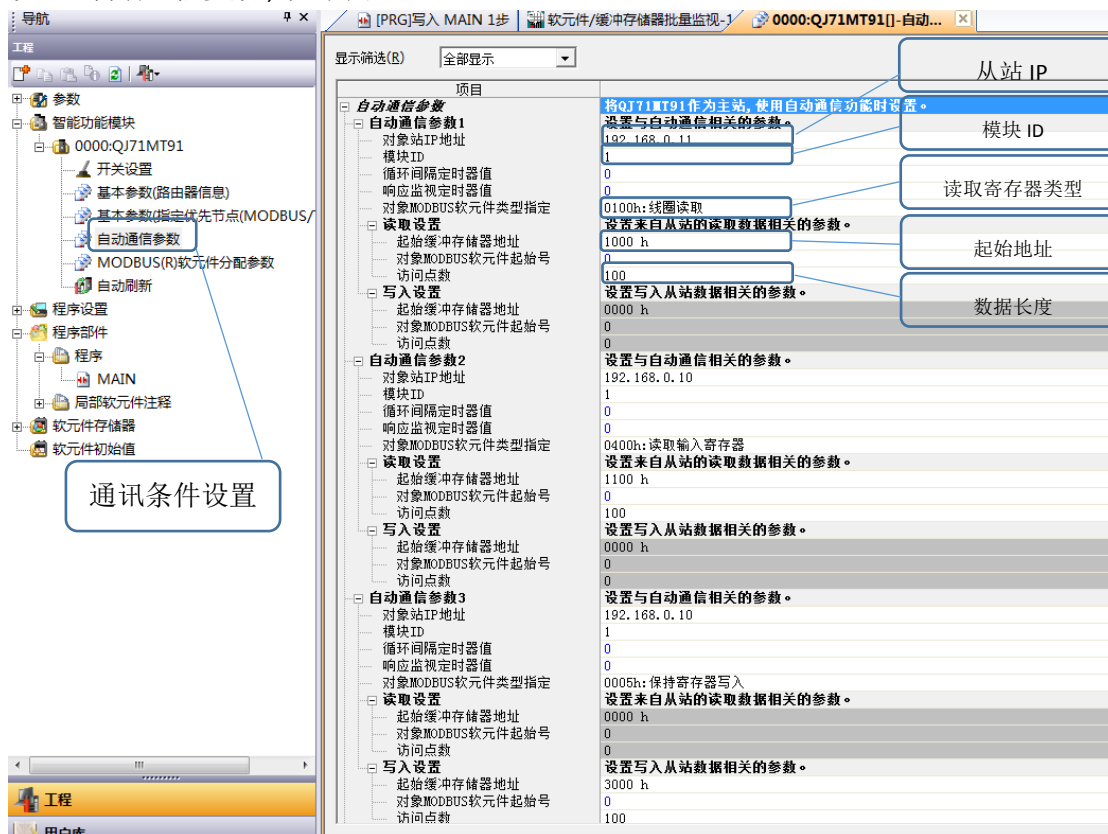 导航
[PRG]写入 MAIN 1步
软元件/缓冲存储器批量监视-1
0000:QJ71MT91[]-自动...
工程
显示筛选(R)
全部显示
从站 IP
模块 ID
读取寄存器类型
起始地址
数据长度
参数
智能功能模块
0000:QJ71MT91
开关设置
基本参数(路由器信息)
基本参数(指定优先节点(MODBUS/
自动通信参数
MODBUS(R)软元件分配参数
自动刷新
程序设置
程序部件
程序
MAIN
局部软元件注释
软元件存储器
软元件初始值
通讯条件设置
工程
用户库
项目
自动通信参数 将QJ71MT91作为主站,使用自动通信功能时设置。
自动通信参数1 设置与自动通信相关的参数。
对象站IP地址 192.168.0.11
模块ID 1
循环间隔定时器值 0
响应监视定时器值 0
对象MODBUS软元件类型指定 0100h:线圈读取
读取设置 设置来自从站的读取数据相关的参数。
起始缓冲存储器地址 1000 h
对象MODBUS软元件起始号 0
访问点数 100
写入设置 设置写入从站数据相关的参数。
起始缓冲存储器地址 0000 h
对象MODBUS软元件起始号 0
访问点数 0
自动通信参数2 设置与自动通信相关的参数。
对象站IP地址 192.168.0.10
模块ID 1
循环间隔定时器值 0
响应监视定时器值 0
对象MODBUS软元件类型指定 0400h:读取输入寄存器
读取设置 设置来自从站的读取数据相关的参数。
起始缓冲存储器地址 1100 h
对象MODBUS软元件起始号 0
访问点数 100
写入设置 设置写入从站数据相关的参数。
起始缓冲存储器地址 0000 h
对象MODBUS软元件起始号 0
访问点数 0
自动通信参数3 设置与自动通信相关的参数。
对象站IP地址 192.168.0.10
模块ID 1
循环间隔定时器值 0
响应监视定时器值 0
对象MODBUS软元件类型指定 0005h:保持寄存器写入
读取设置 设置来自从站的读取数据相关的参数。
起始缓冲存储器地址 0000 h
对象MODBUS软元件起始号 0
访问点数 0
写入设置 设置写入从站数据相关的参数。
起始缓冲存储器地址 3000 h
对象MODBUS软元件起始号 0
访问点数 100